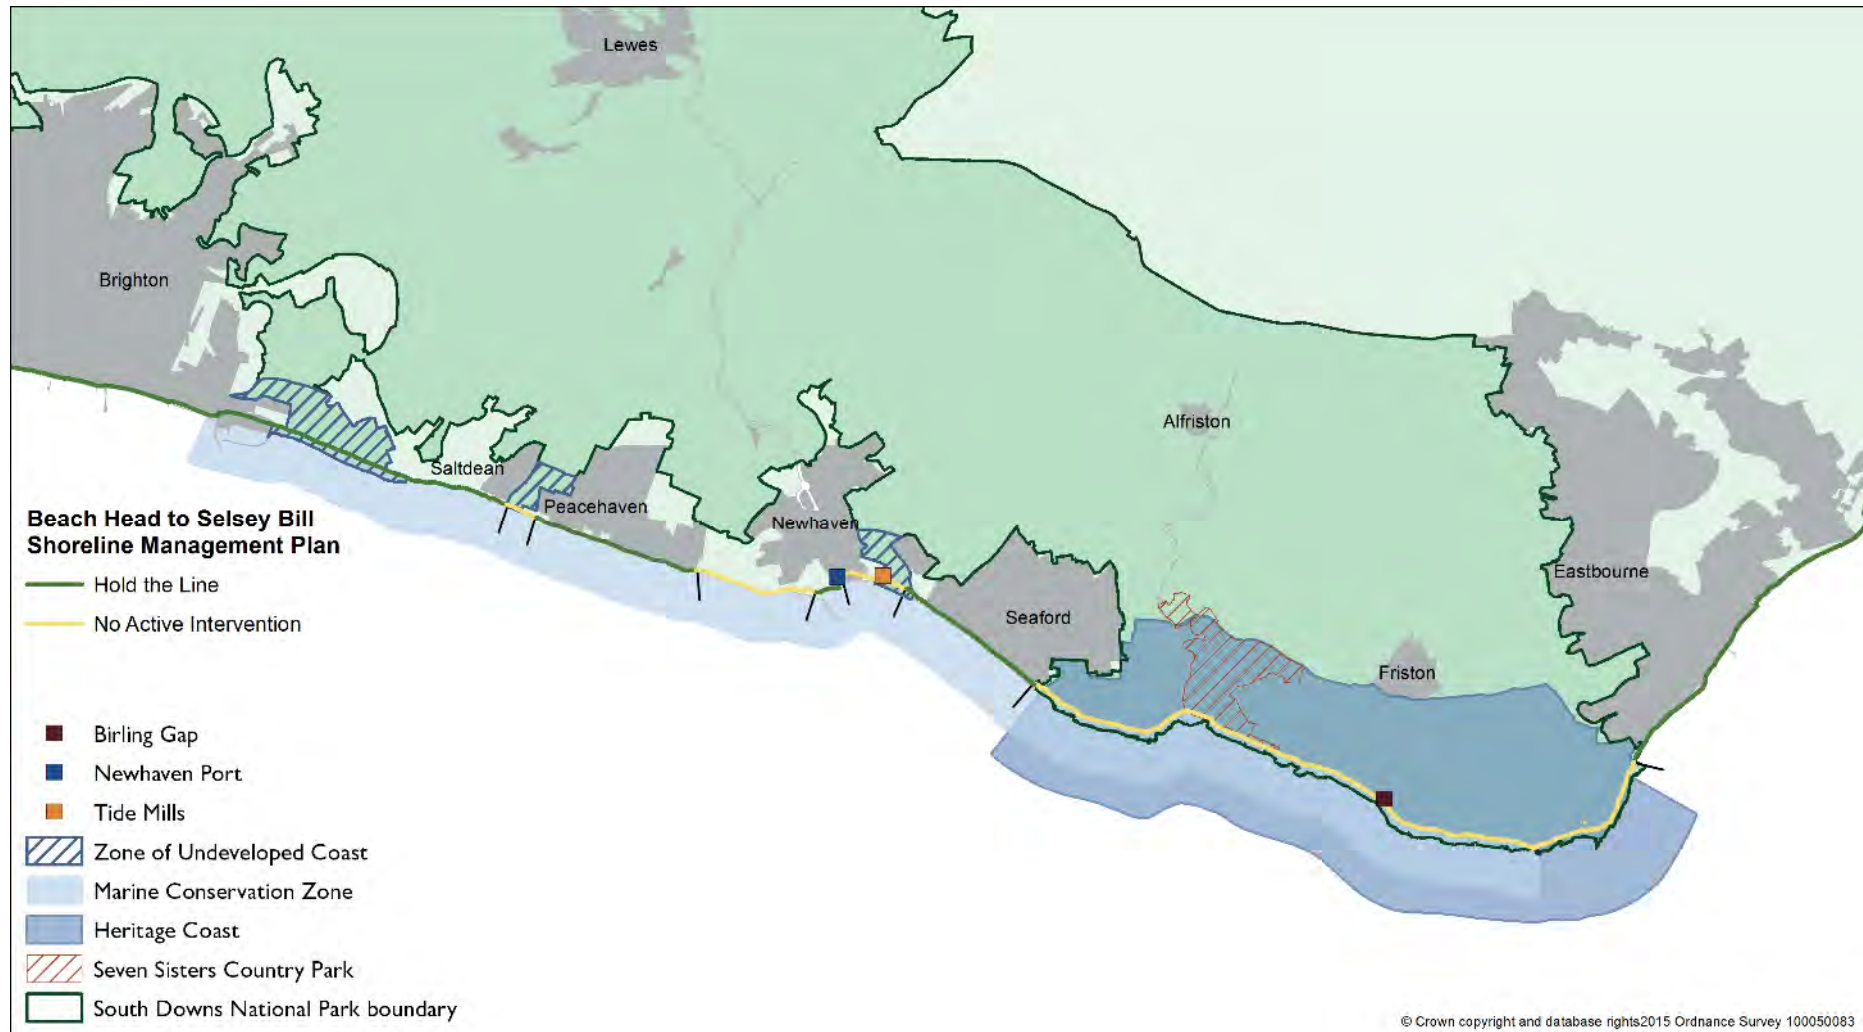 Lewes
Brighton
Alfriston
Saltdean
Peacehaven
Newhaven
Eastbourne
Seaford
Friston
Beach Head to Selsey Bill
Shoreline Management Plan
Hold the Line
No Active Intervention
Birling Gap
Newhaven Port
Tide Mills
Zone of Undeveloped Coast
Marine Conservation Zone
Heritage Coast
Seven Sisters Country Park
South Downs National Park boundary
© Crown copyright and database rights2015 Ordnance Survey 100050083